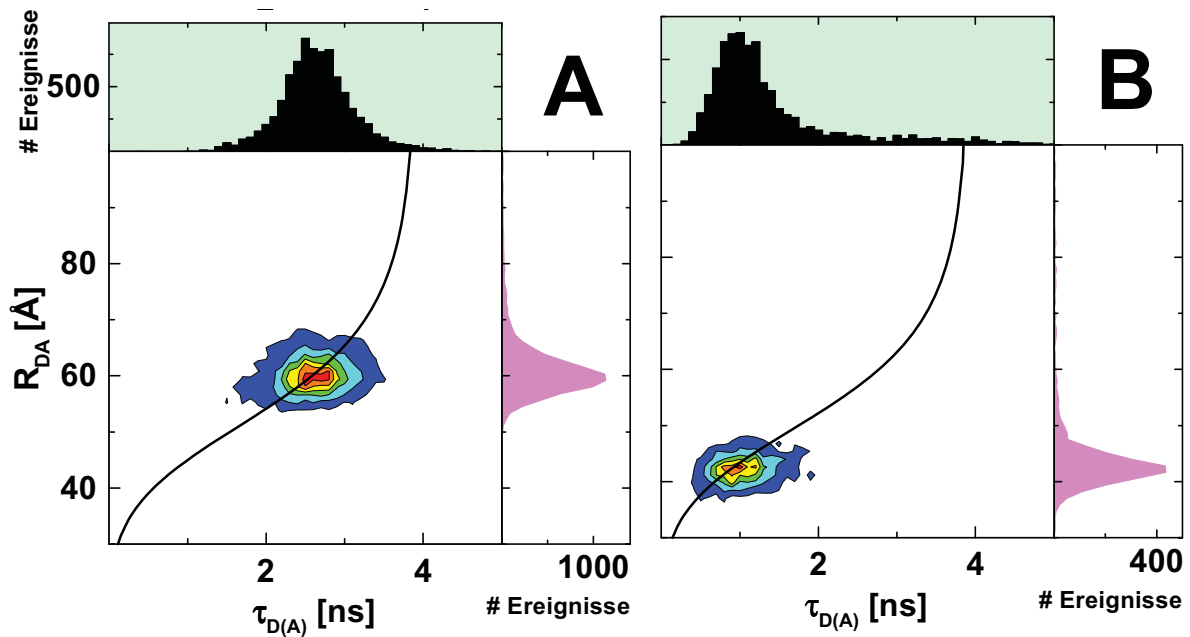 # Ereignisse
500
A
B
R_DA [Å]
80
60
40
2
4
1000
2
4
400
τ_D(A) [ns]
# Ereignisse
τ_D(A) [ns]
# Ereignisse